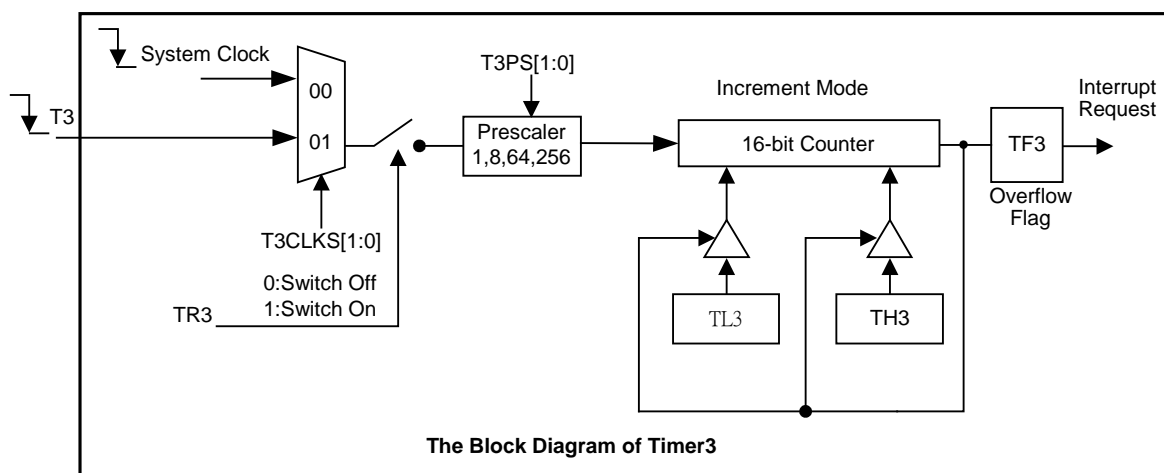 System Clock
T3
00
01
T3CLKS[1:0]
0:Switch Off
1:Switch On
TR3
T3PS[1:0]
Prescaler
1,8,64,256
Increment Mode
16-bit Counter
TL3
TH3
TF3
Overflow
Flag
Interrupt
Request
The Block Diagram of Timer3